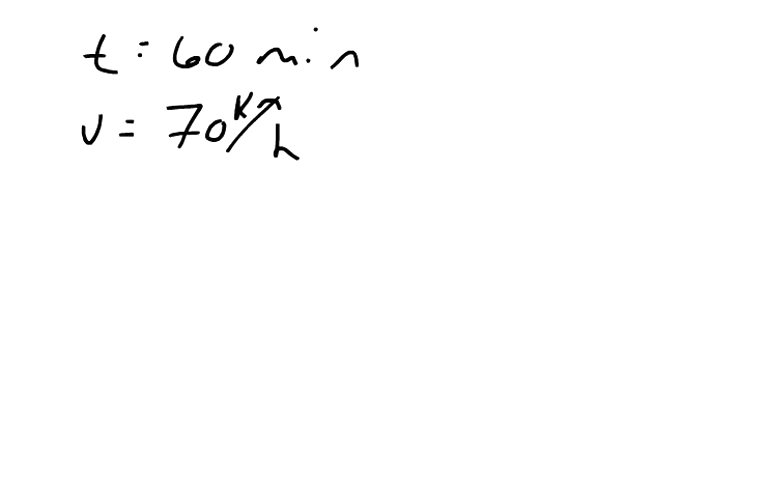 t = 60 min
v = 70 km/h